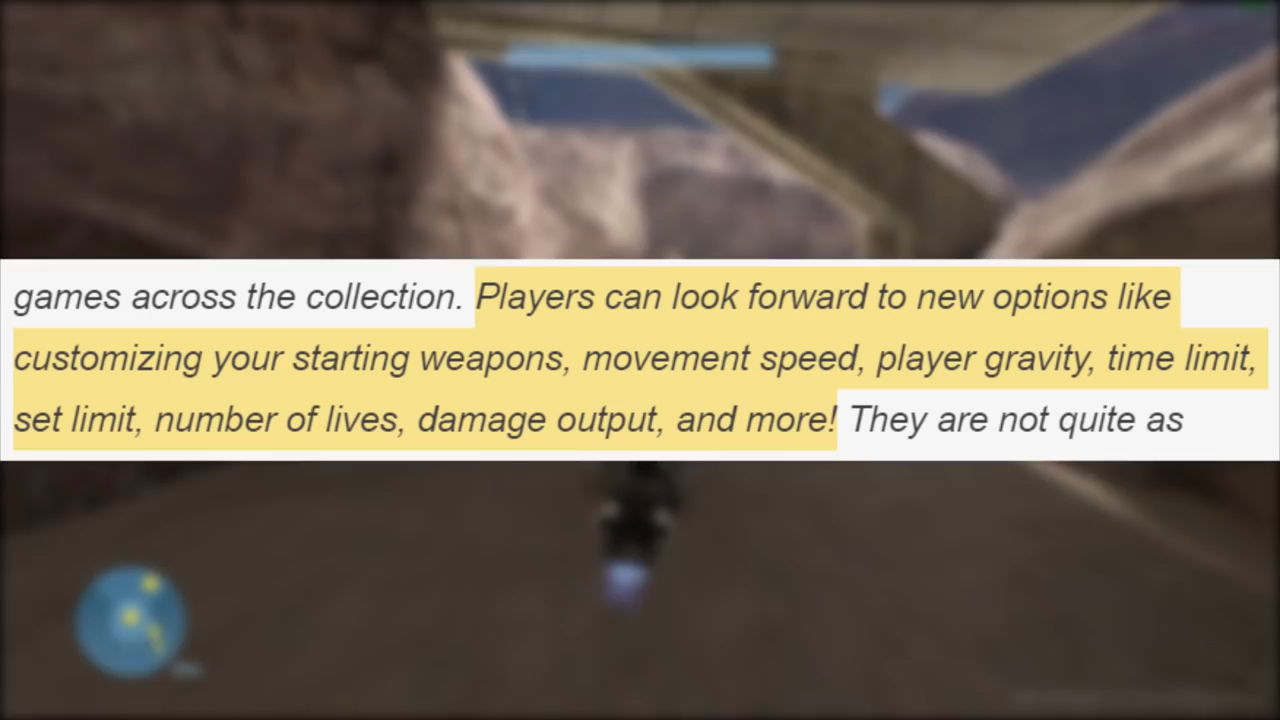 games across the collection. Players can look forward to new options like
customizing your starting weapons, movement speed, player gravity, time limit,
set limit, number of lives, damage output, and more! They are not quite as